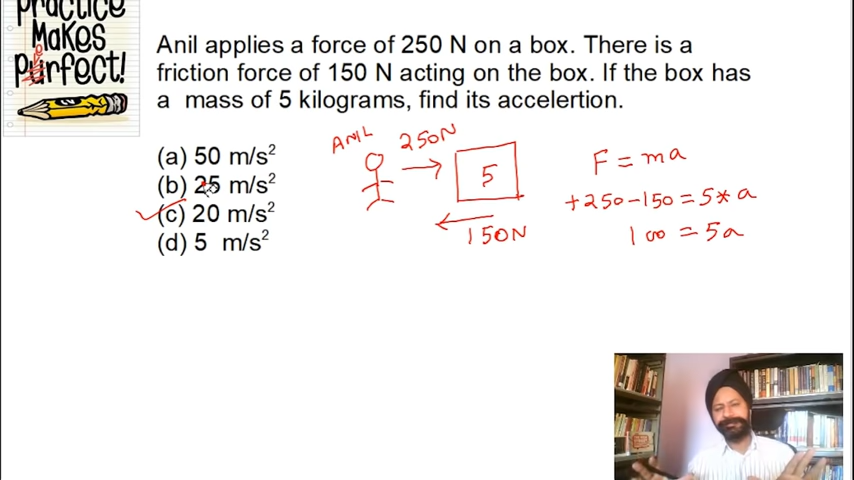 practice
Makes
Purfect!
i
Anil applies a force of 250 N on a box. There is a
friction force of 150 N acting on the box. If the box has
a mass of 5 kilograms, find its accelertion.
(a) 50 m/s²
(b) 25 m/s²
(c) 20 m/s²
(d) 5 m/s²
ANIL
250N
5
150N
F = ma
+250-150 = 5*a
100 = 5a